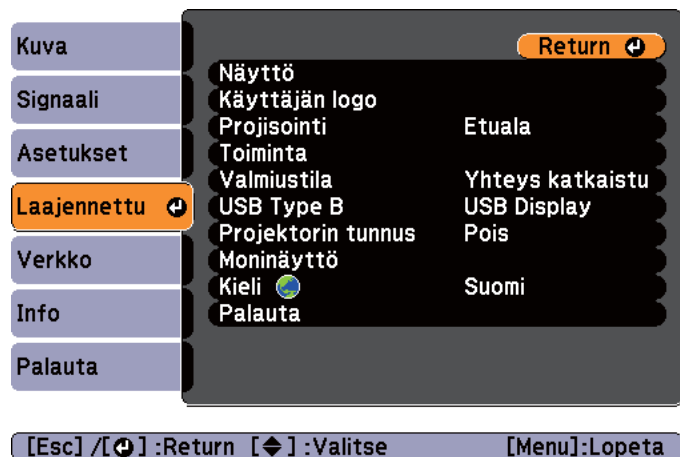 Kuva
Signaali
Asetukset
Laajennettu
Verkko
Info
Palauta
Return
Näyttö
Käyttäjän logo
Projisointi Etuala
Toiminta
Valmiustila Yhteys katkaistu
USB Type B USB Display
Projektorin tunnus Pois
Moninäyttö
Kieli Suomi
Palauta
[Esc] /[ ] :Return [ ] :Valitse [Menu]:Lopeta